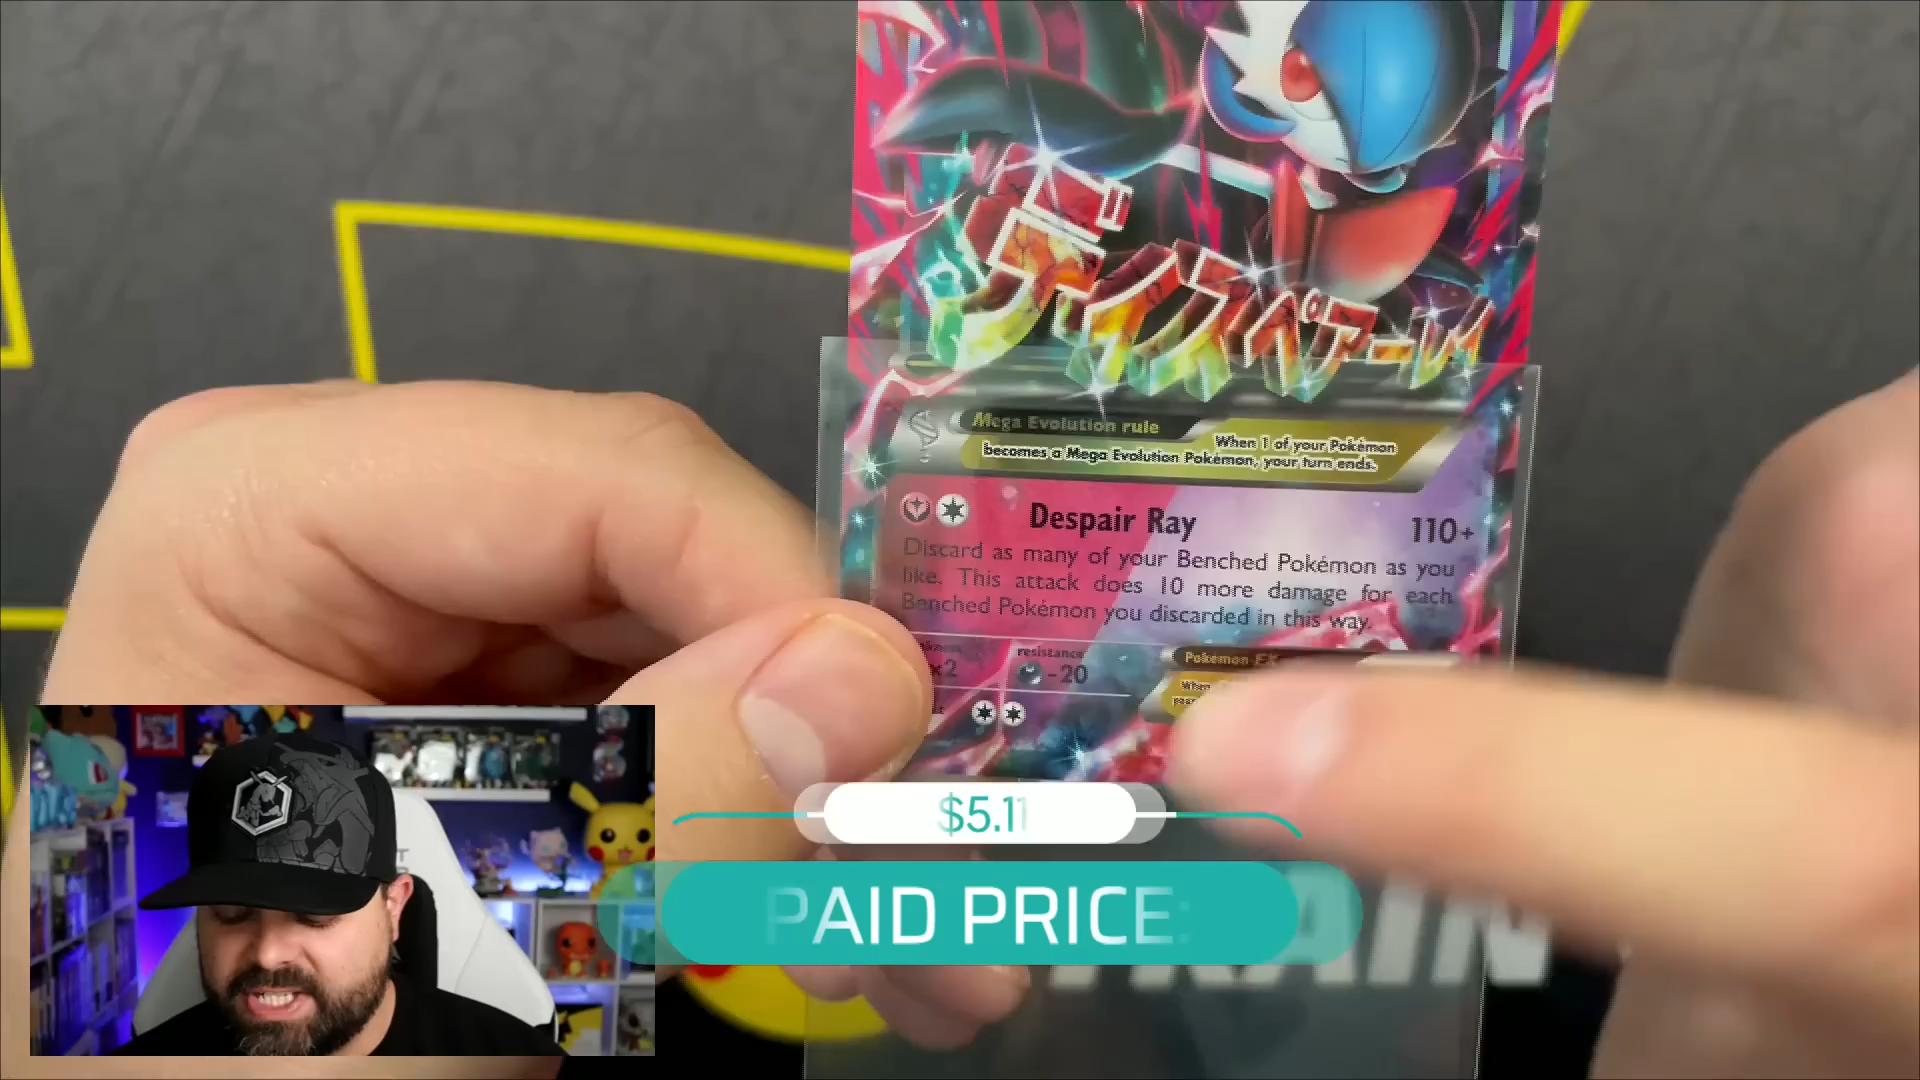 ディスペアーレイ
Mega Evolution rule
When 1 of your Pokémon
becomes a Mega Evolution Pokémon, your turn ends.
Despair Ray 110+
Discard as many of your Benched Pokémon as you
like. This attack does 10 more damage for each
Benched Pokémon you discarded in this way.
resistance
×2 -20
Pokémon-EX
When
$5.11
PAID PRICE: